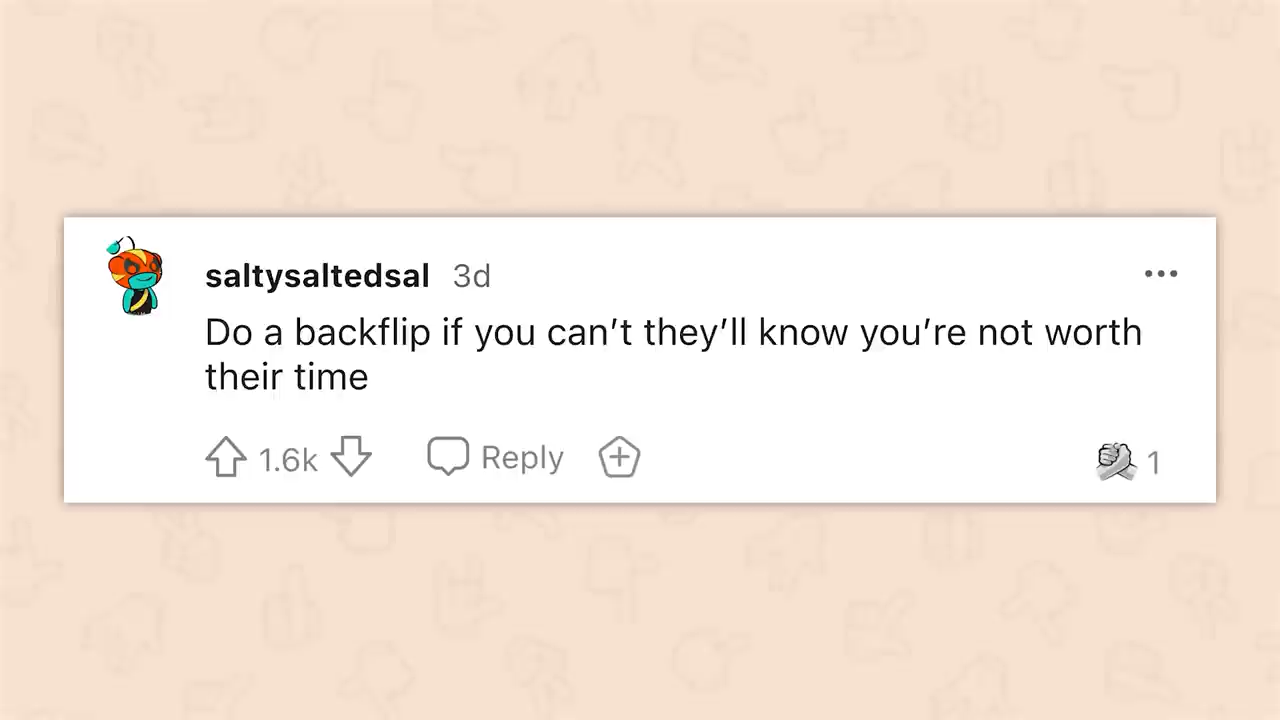 saltysaltedsal 3d
Do a backflip if you can’t they’ll know you’re not worth
their time
1.6k Reply 1